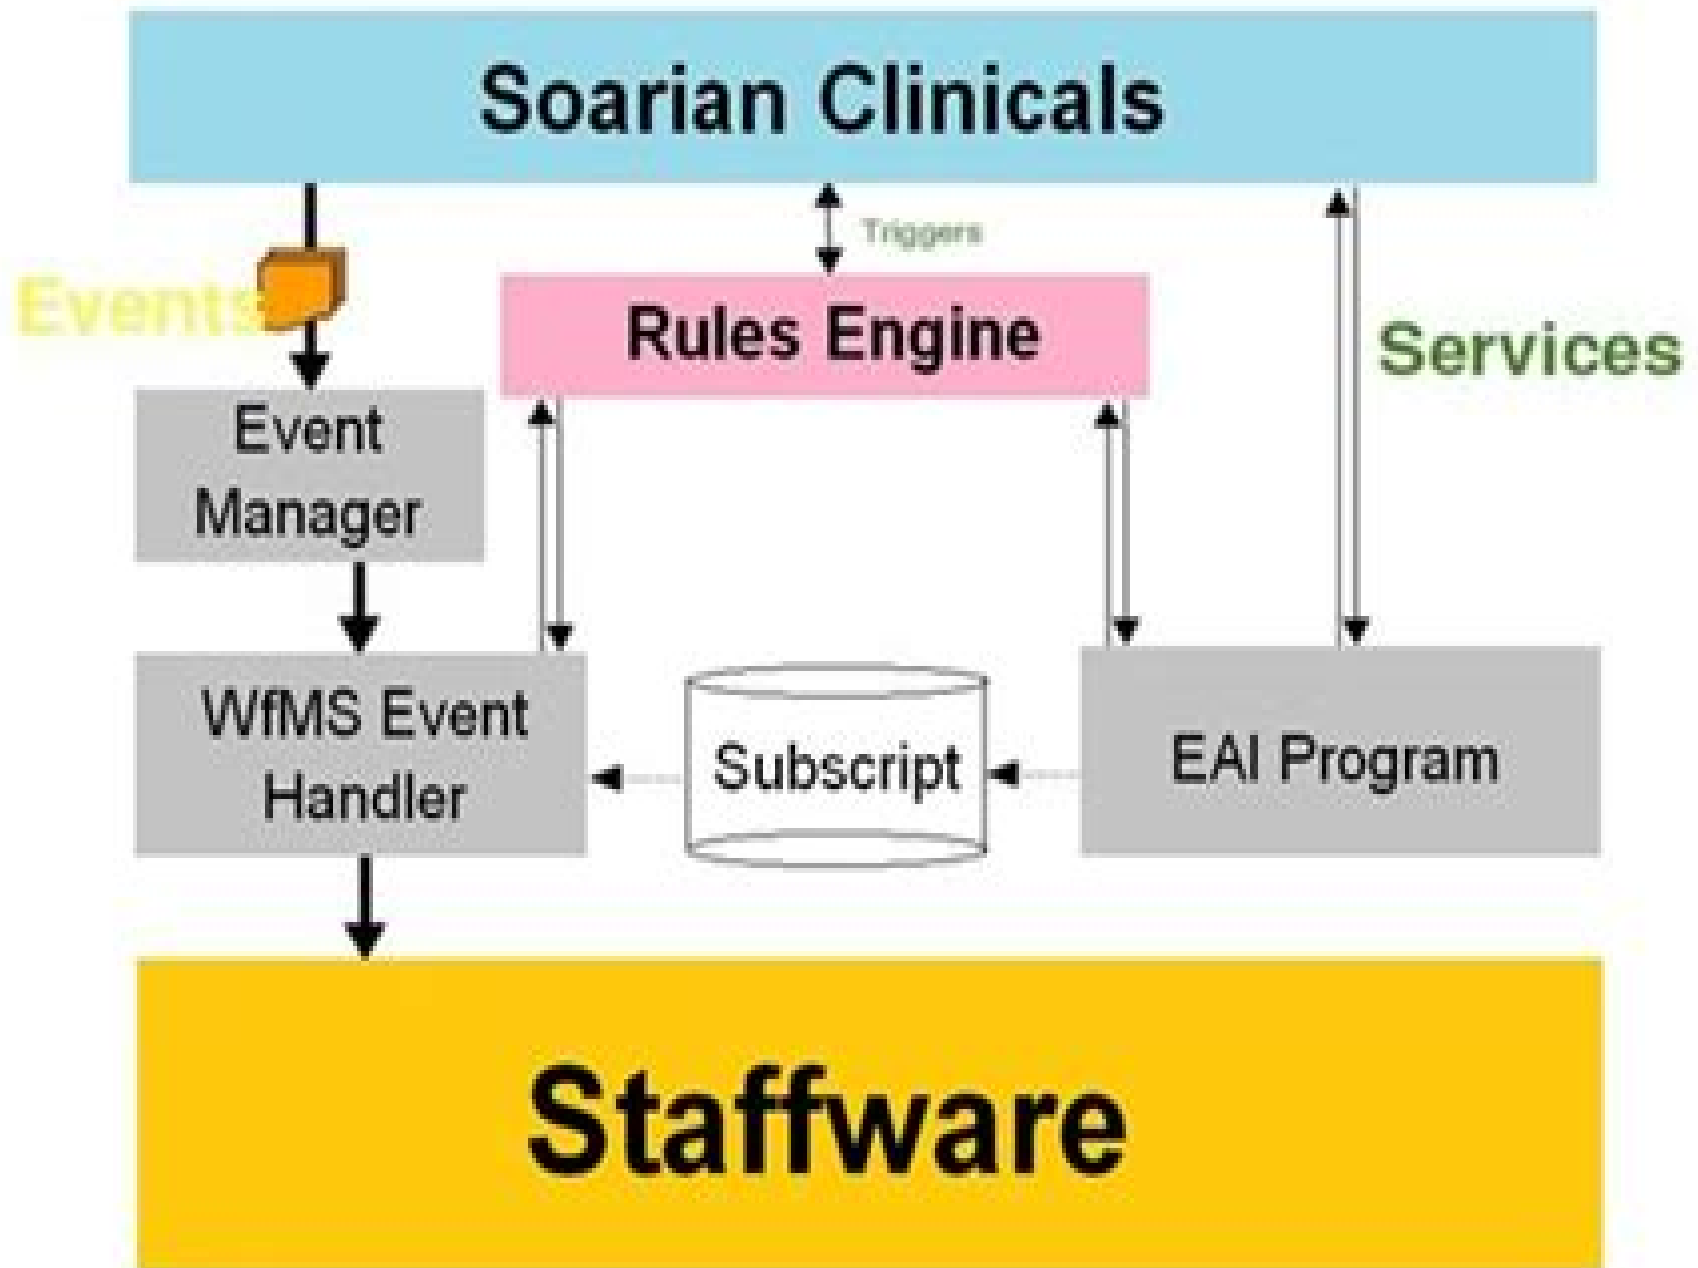 Soarian Clinicals
Triggers
Events
Rules Engine
Services
Event
Manager
WfMS Event
Handler
Subscript
EAI Program
Staffware